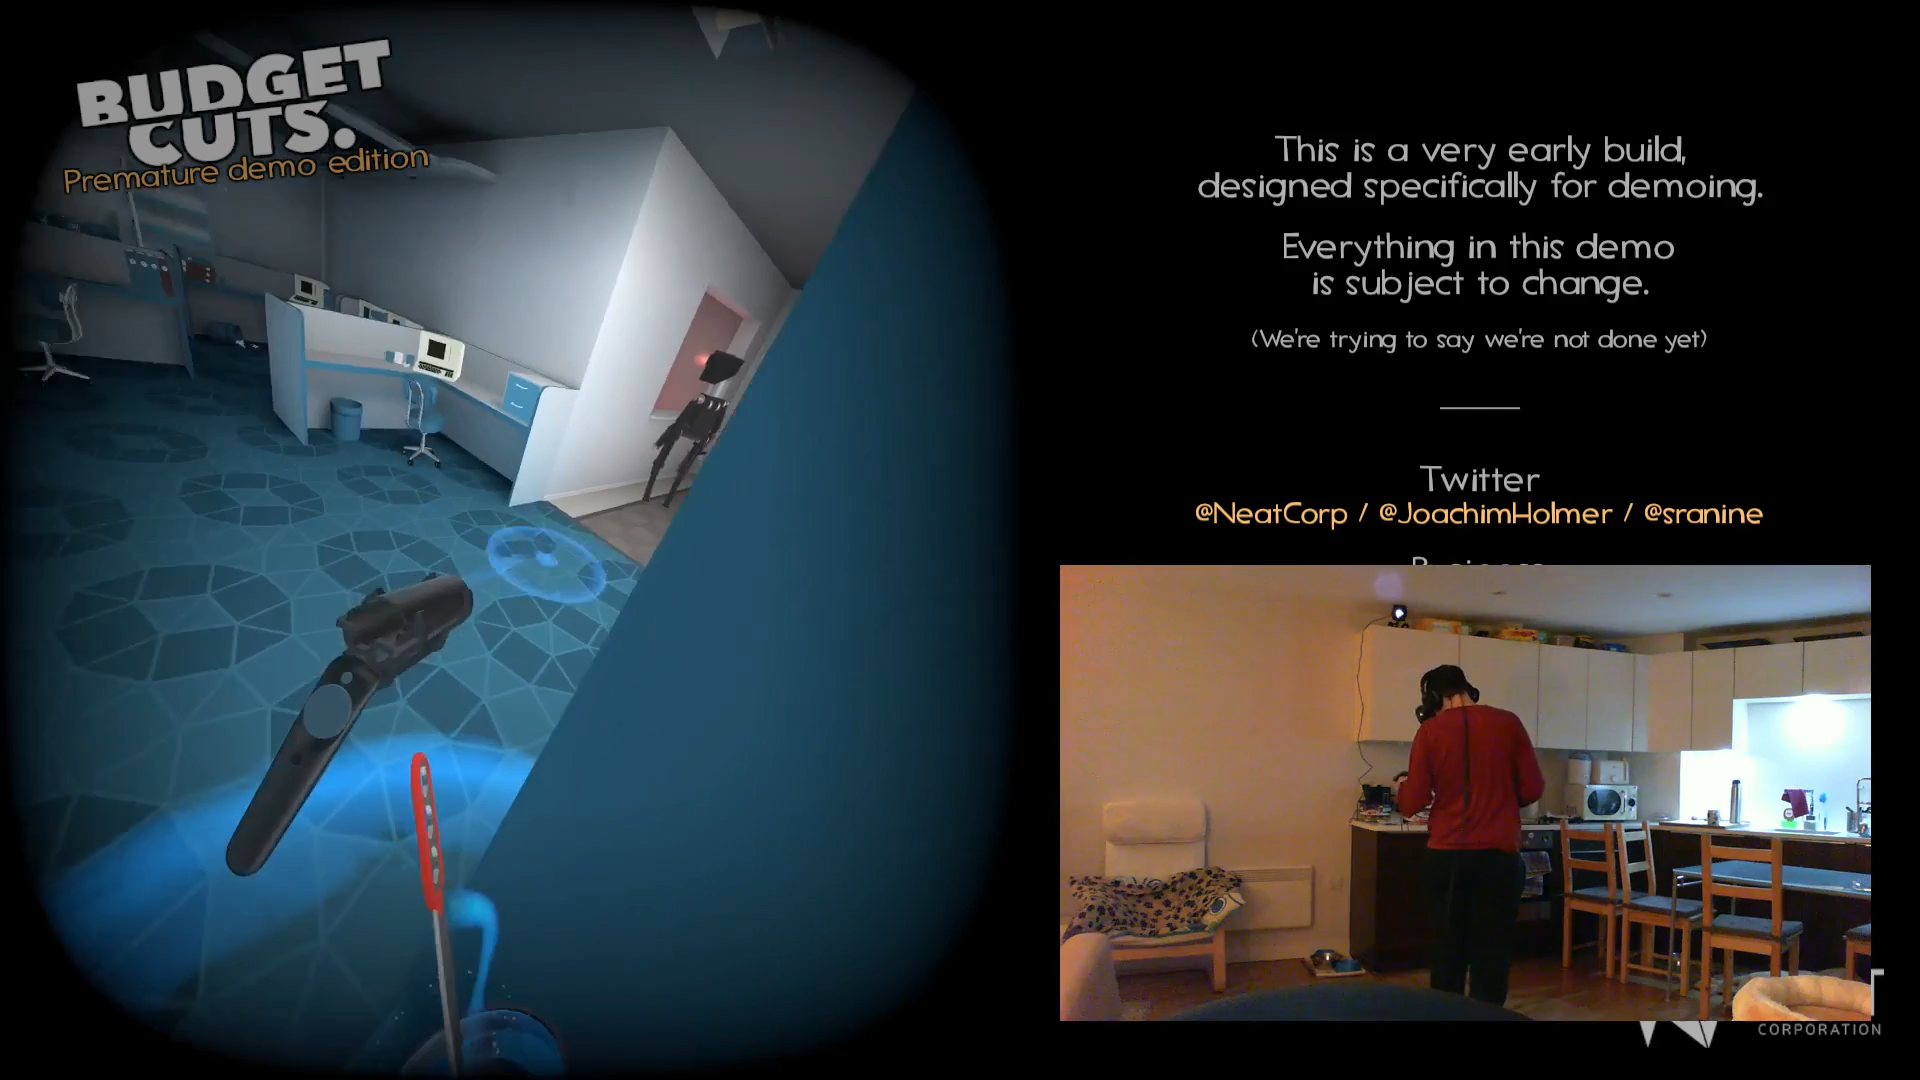 BUDGET
CUTS.
Premature demo edition
This is a very early build,
designed specifically for demoing.
Everything in this demo
is subject to change.
(We're trying to say we're not done yet)
Twitter
@NeatCorp / @JoachimHolmer / @sranine
Business
CORPORATION